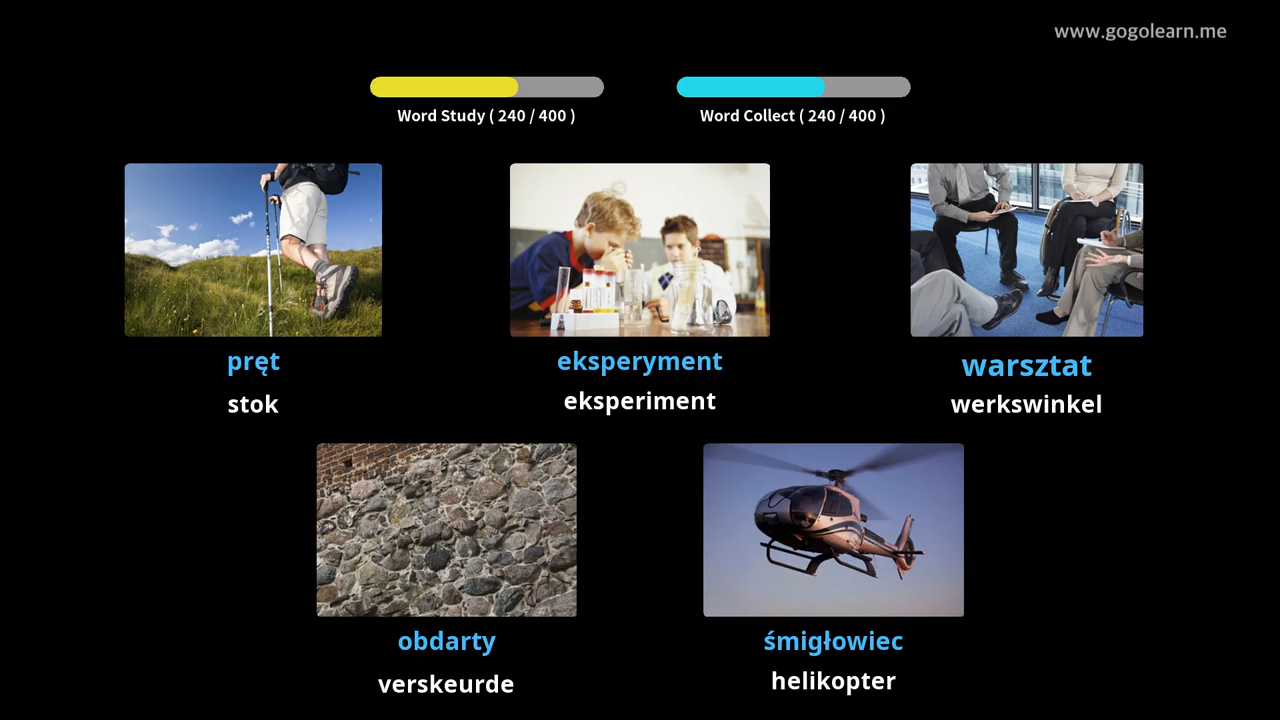 www.gogolearn.me
Word Study ( 240 / 400 )
Word Collect ( 240 / 400 )
pręt
stok
eksperyment
eksperiment
warsztat
werkswinkel
obdarty
verskeurde
śmigłowiec
helikopter